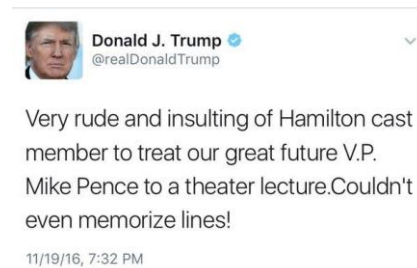 Donald J. Trump
@realDonaldTrump
Very rude and insulting of Hamilton cast
member to treat our great future V.P.
Mike Pence to a theater lecture.Couldn't
even memorize lines!
11/19/16, 7:32 PM